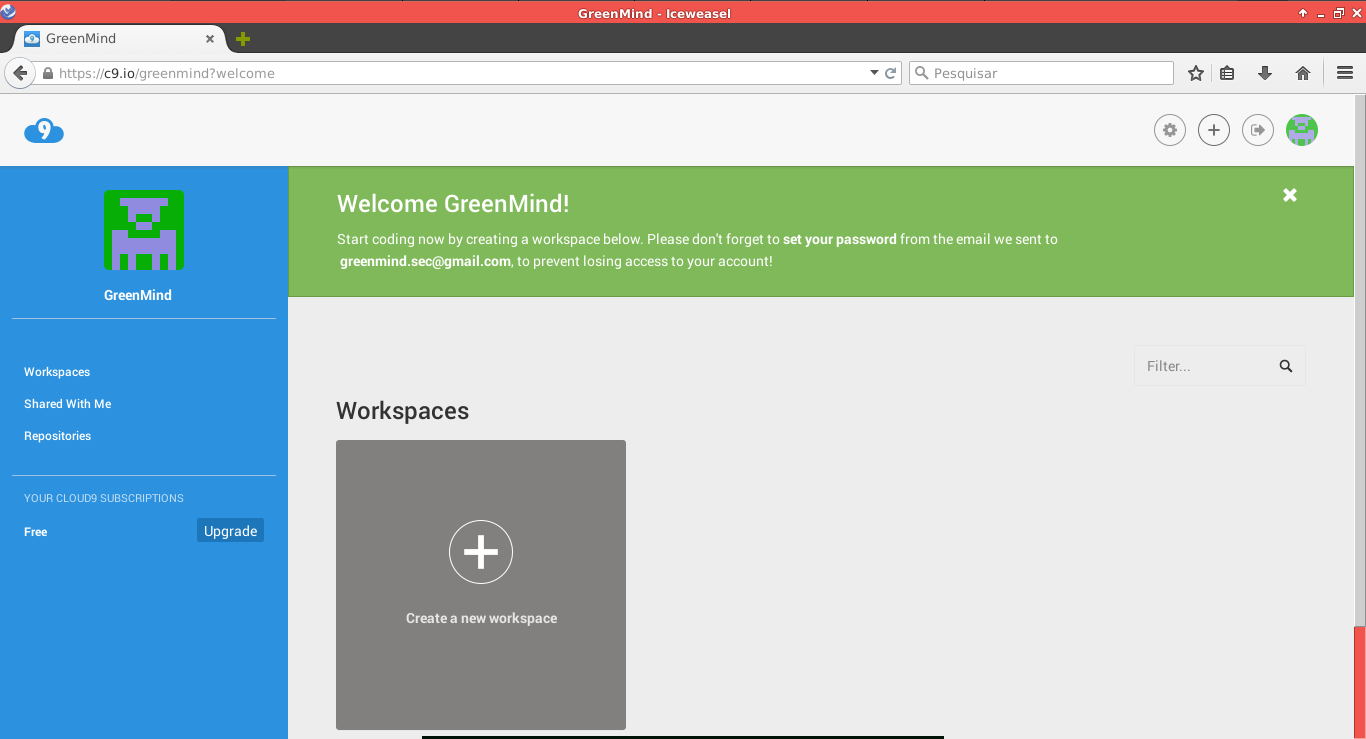 GreenMind - Iceweasel
GreenMind
https://c9.io/greenmind?welcome
Pesquisar
9
Welcome GreenMind!
Start coding now by creating a workspace below. Please don't forget to set your password from the email we sent to
greenmind.sec@gmail.com, to prevent losing access to your account!
GreenMind
Workspaces
Shared With Me
Repositories
YOUR CLOUD9 SUBSCRIPTIONS
Free
Upgrade
Filter...
Workspaces
Create a new workspace